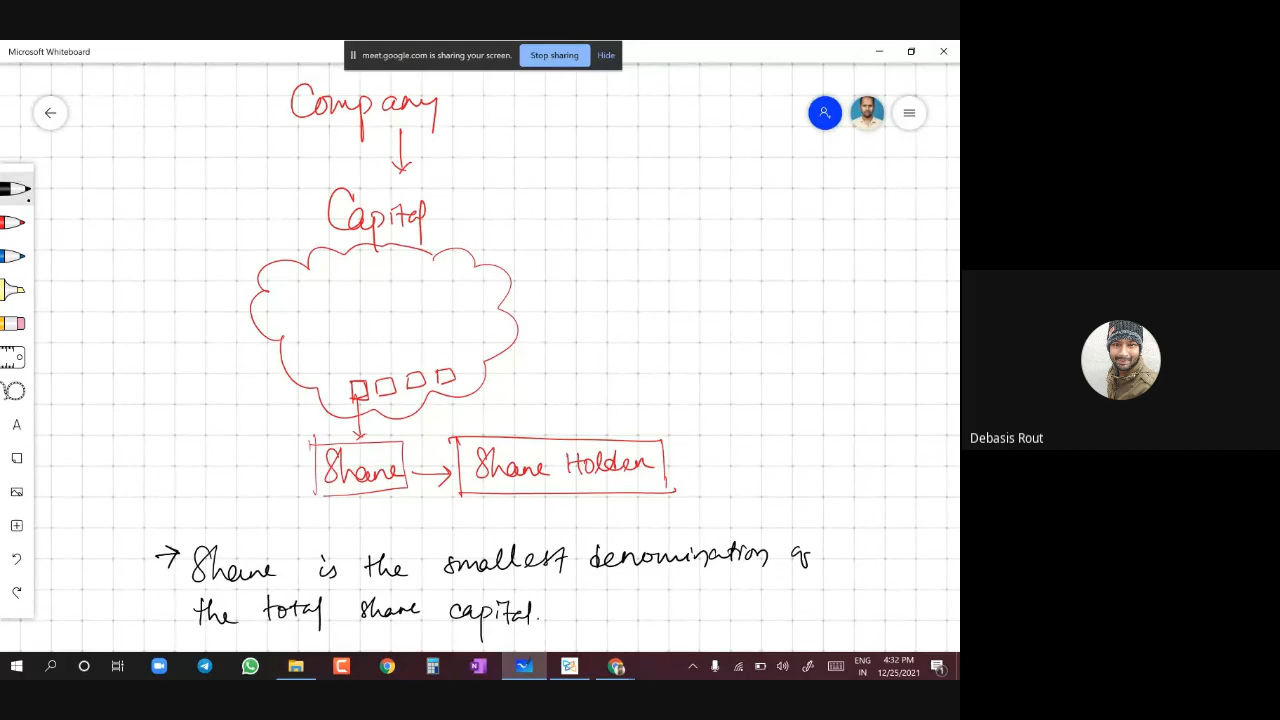 Microsoft Whiteboard
meet.google.com is sharing your screen.
Stop sharing
Hide
Company
Capital
Share
Share Holder
→ Share is the smallest denomination of
the total share capital.
Debasis Rout
A
ENG
IN
4:32 PM
12/25/2021
1